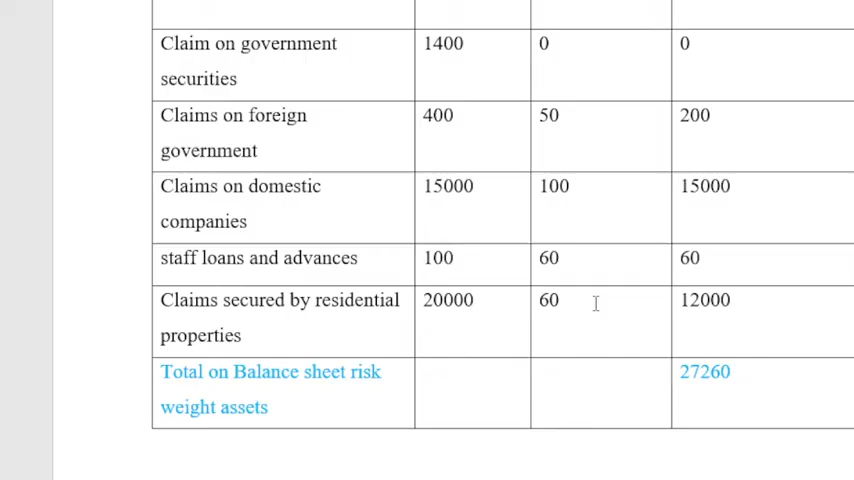 Claim on government 1400 0 0
securities
Claims on foreign 400 50 200
government
Claims on domestic 15000 100 15000
companies
staff loans and advances 100 60 60
Claims secured by residential 20000 60 12000
properties
Total on Balance sheet risk 27260
weight assets